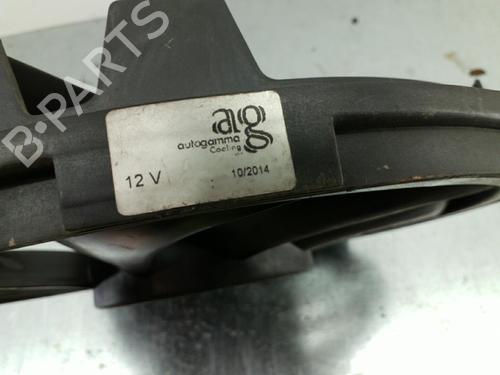 B-PARTS
ag
autogamma
Cooling
12 V 10/2014